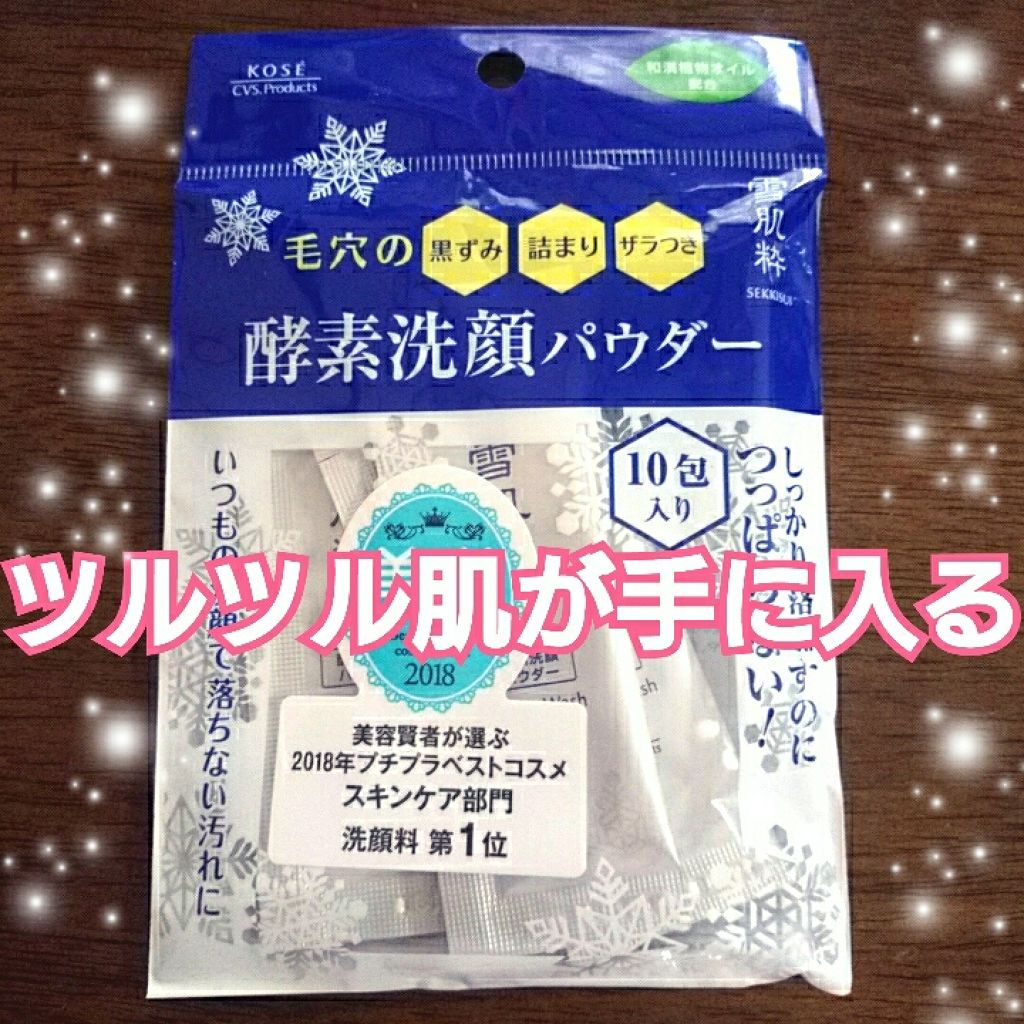 KOSÉ
CVS.Products
和漢植物オイル
配合
雪肌粋
SEKKISUI
毛穴の 黒ずみ 詰まり ザラつき
酵素洗顔パウダー
10包
入り
しっかり
つっぱ
ない!
いつもの
落ちない汚れに
ツルツル肌が手に入る
2018
美容賢者が選ぶ
2018年プチプラベストコスメ
スキンケア部門
洗顔料 第1位